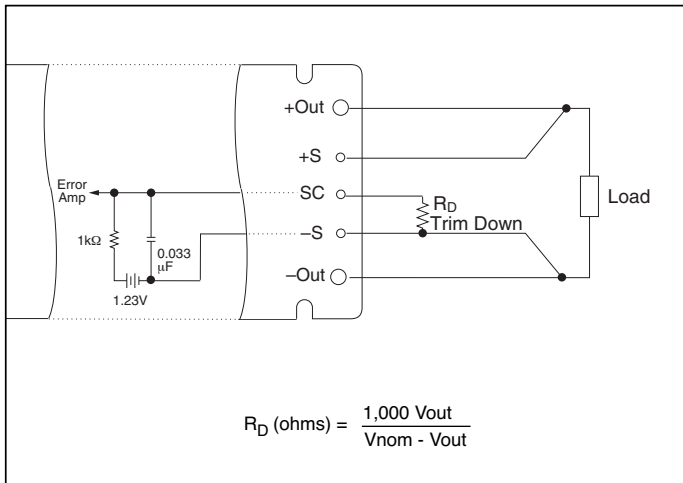 +Out
+S
Error
Amp
SC
R_D
Trim Down
Load
1kΩ
0.033
µF
–S
–Out
1.23V
R_D (ohms) = 1,000 Vout
Vnom - Vout